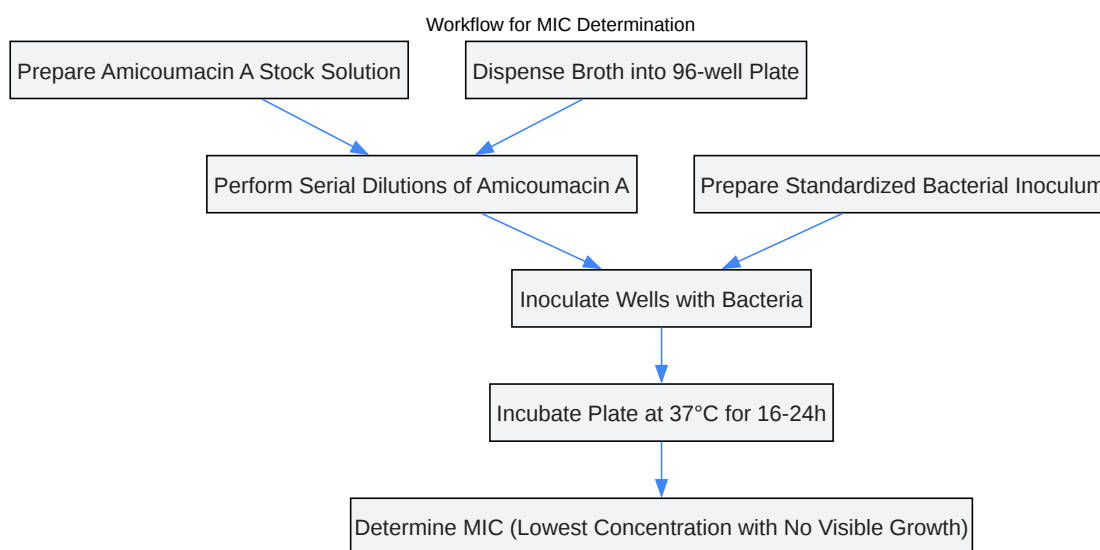 Workflow for MIC Determination
Prepare Amicoumacin A Stock Solution
Dispense Broth into 96-well Plate
Perform Serial Dilutions of Amicoumacin A
Prepare Standardized Bacterial Inoculum
Inoculate Wells with Bacteria
Incubate Plate at 37°C for 16-24h
Determine MIC (Lowest Concentration with No Visible Growth)